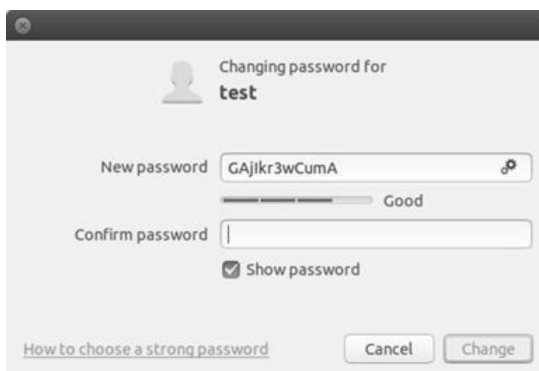 Changing password for
test
New password GAjIkr3wCumA
Good
Confirm password
Show password
How to choose a strong password Cancel Change